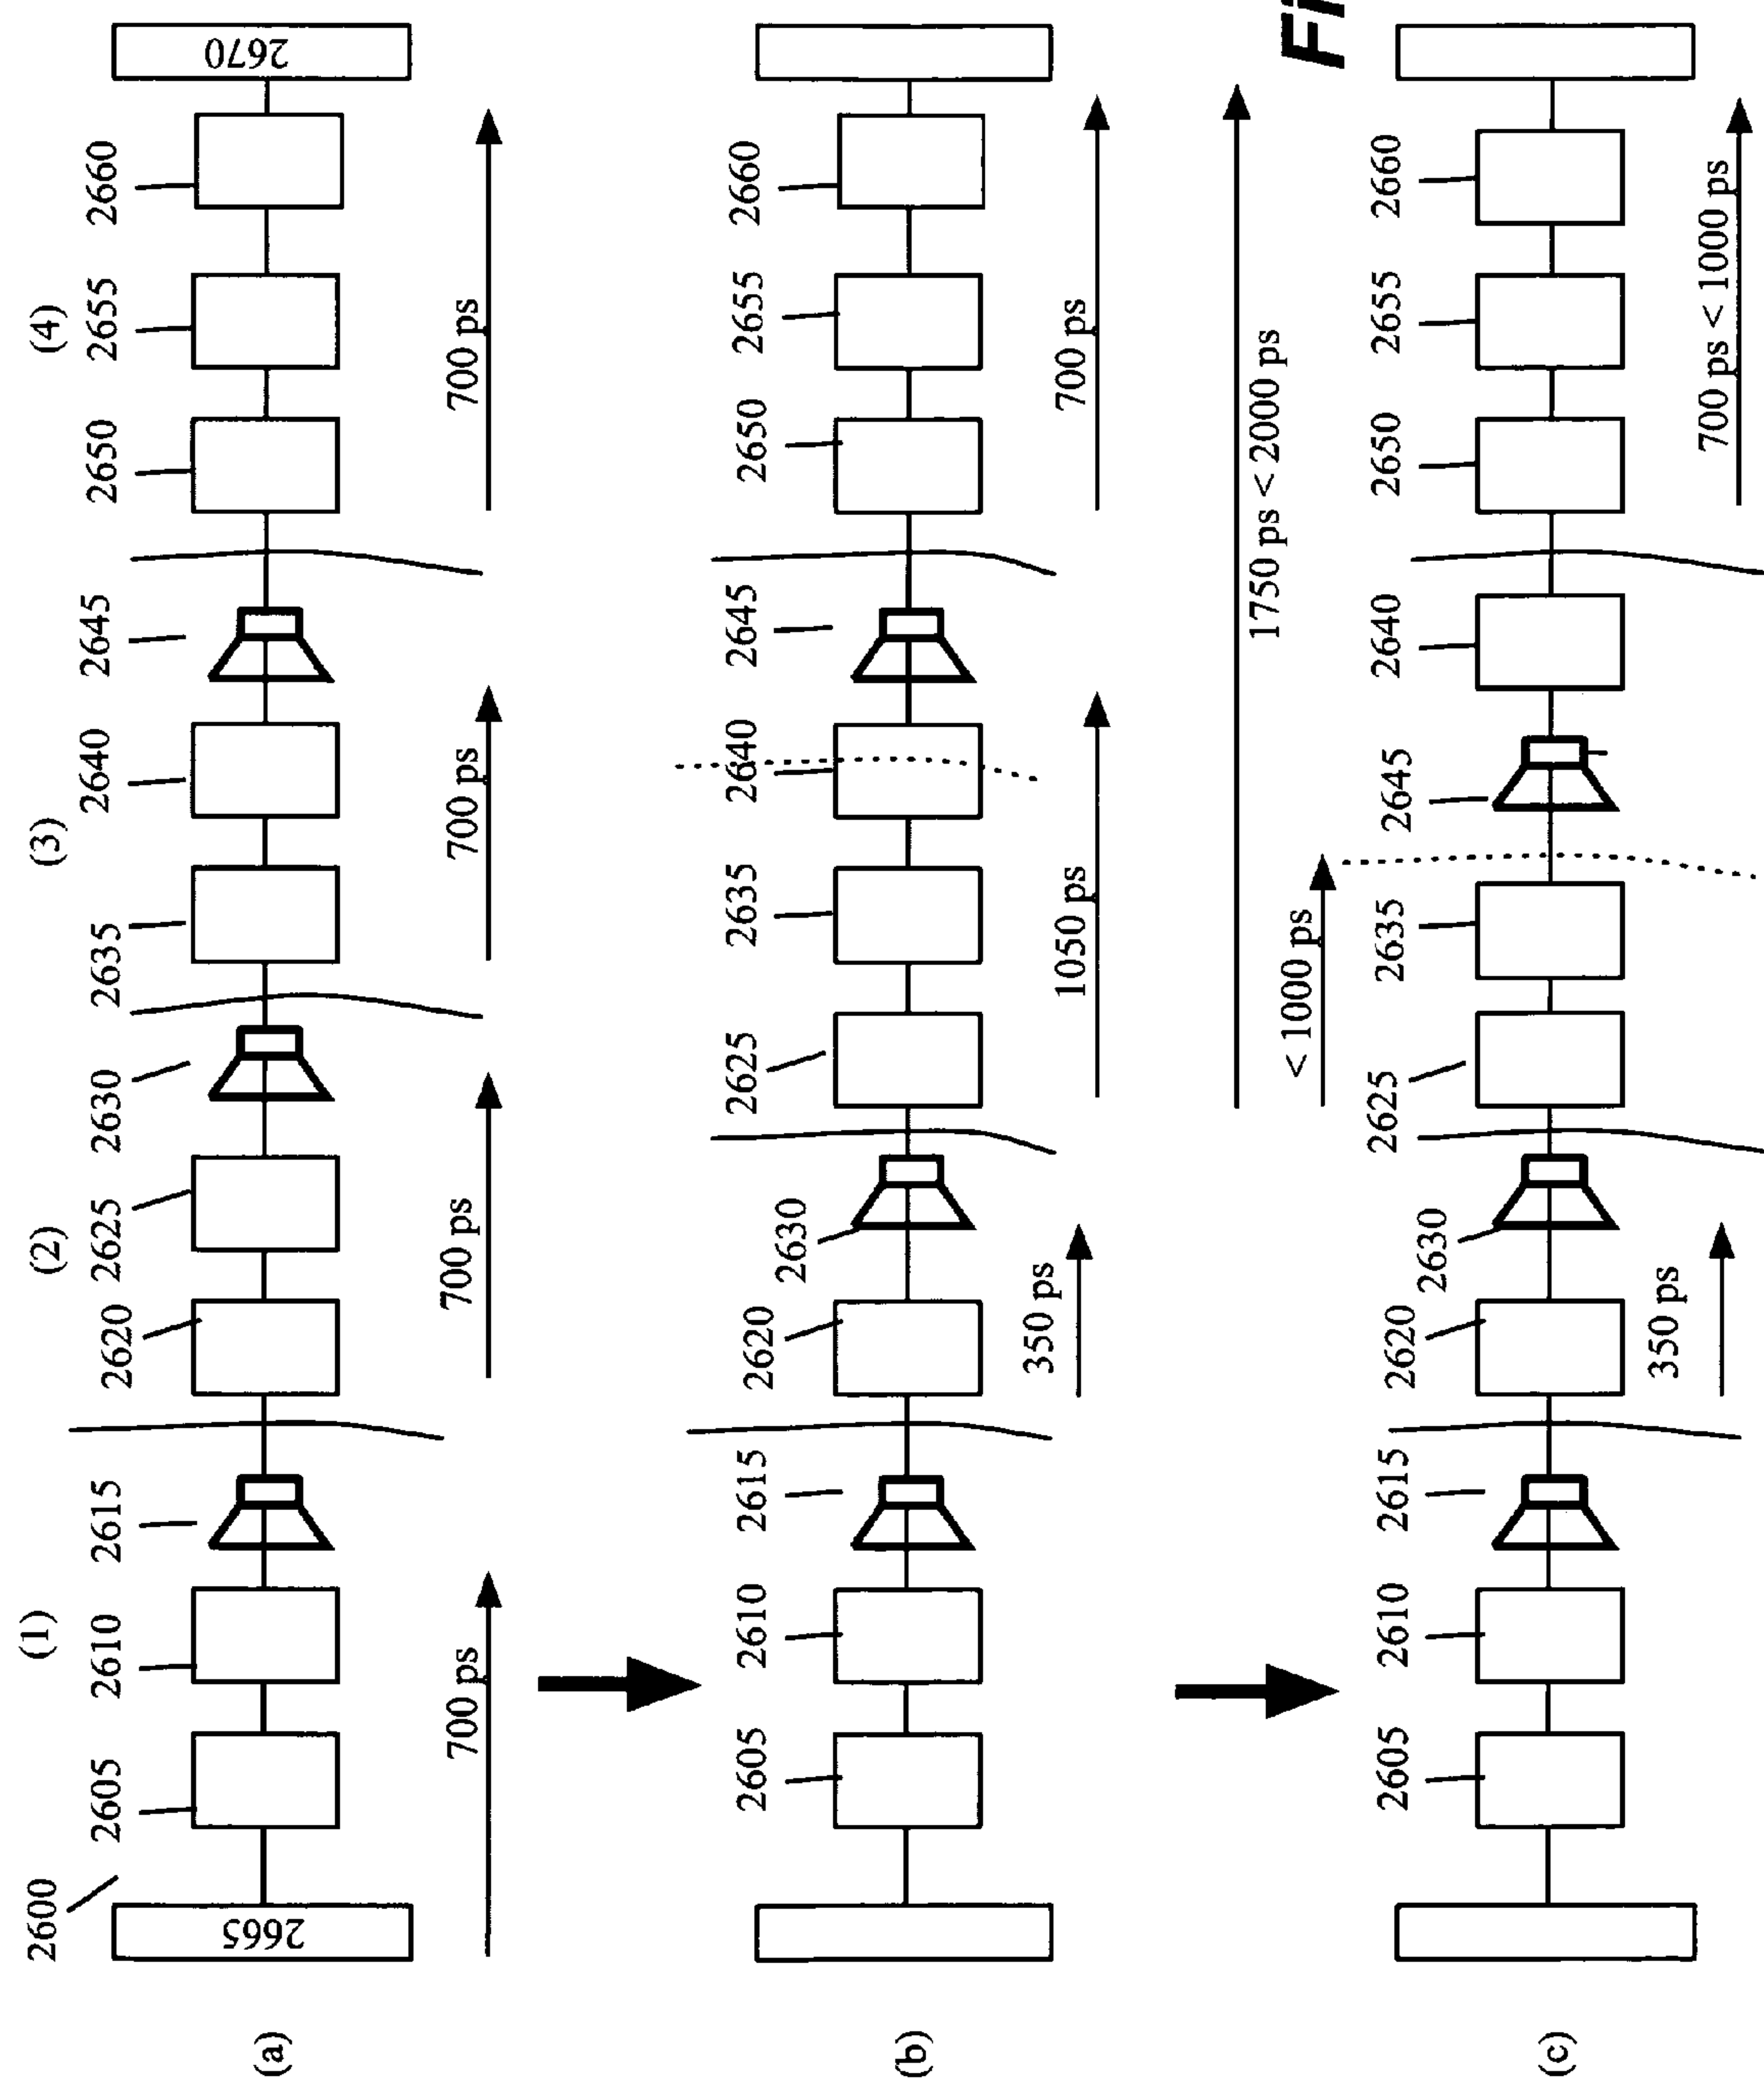 (1) (2) (3) (4)
2600 2605 2610 2615 2620 2625 2630 2635 2640 2645 2650 2655 2660
(a) 2665 2670
700 ps 700 ps 700 ps 700 ps
2605 2610 2615 2620 2630 2625 2635 2640 2645 2650 2655 2660
(b)
350 ps 1050 ps 700 ps
1750 ps < 2000 ps
< 1000 ps
Fi
2605 2610 2615 2620 2630 2625 2635 2645 2640 2650 2655 2660
(c)
350 ps 700 ps < 1000 ps